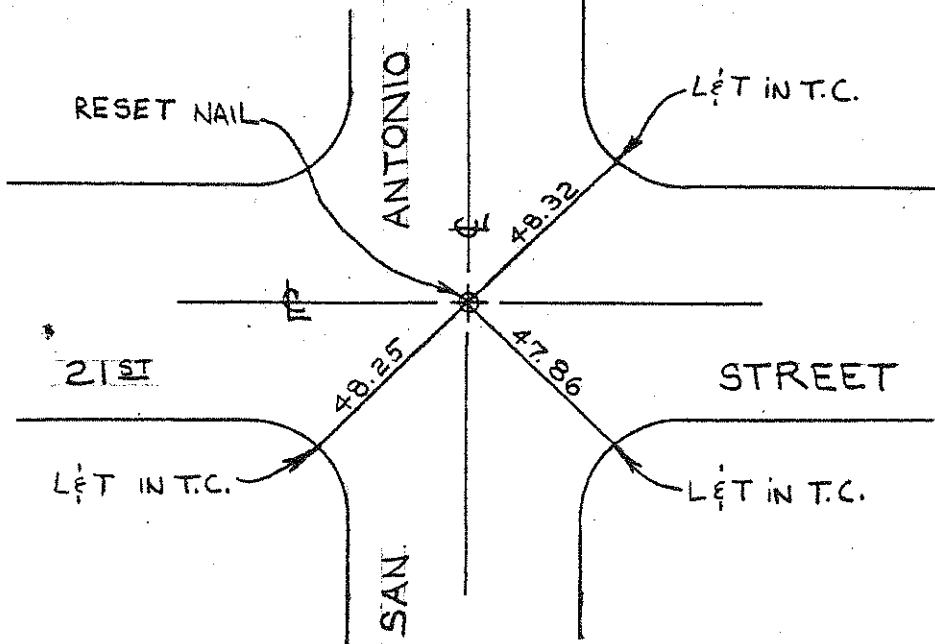 RESET NAIL
ANTONIO
L&T IN T.C.
48.32
℄
℄
21ST
48.25
47.86
STREET
L&T IN T.C.
L&T IN T.C.
SAN